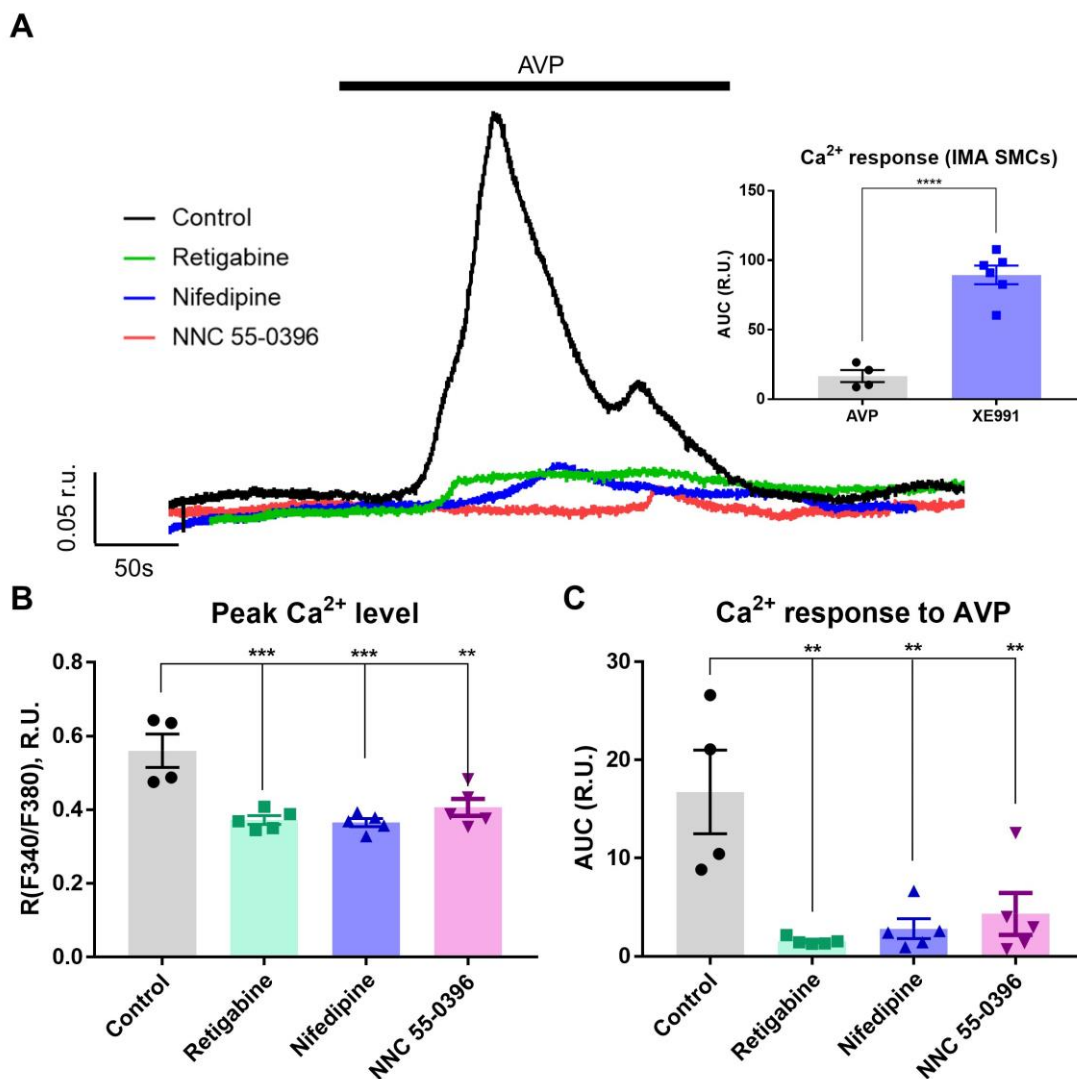 A
AVP
Control
Retigabine
Nifedipine
NNC 55-0396
0.05 r.u.
50s
Ca²⁺ response (IMA SMCs)
****
150
100
50
0
AUC (R.U.)
AVP
XE991
B
Peak Ca²⁺ level
***
***
**
0.8
0.6
0.4
0.2
0.0
R(F340/F380), R.U.
Control
Retigabine
Nifedipine
NNC 55-0396
C
Ca²⁺ response to AVP
**
**
**
30
20
10
0
AUC (R.U.)
Control
Retigabine
Nifedipine
NNC 55-0396